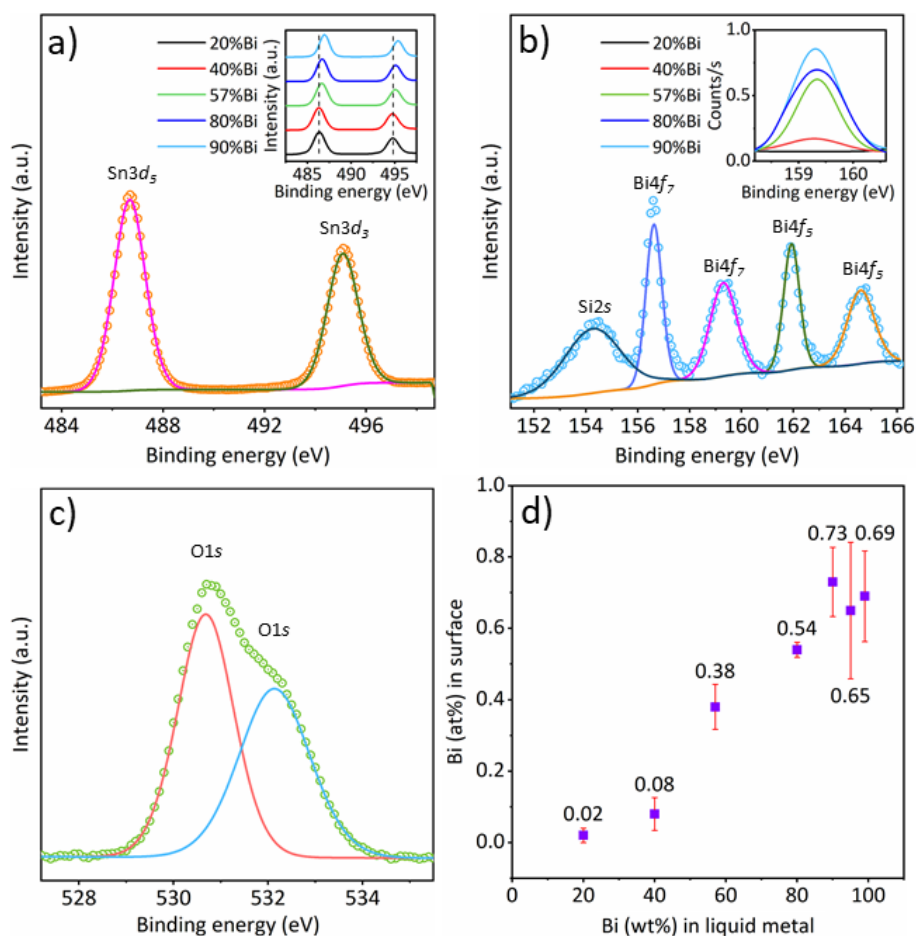 a)
20%Bi
40%Bi
57%Bi
80%Bi
90%Bi
Intensity (a.u.)
485 490 495
Binding energy (eV)
Sn3d5
Sn3d3
Intensity (a.u.)
484 488 492 496
Binding energy (eV)
b)
20%Bi
40%Bi
57%Bi
80%Bi
90%Bi
Counts/s
1.0
0.5
0.0
159 160
Binding energy (eV)
Bi4f7
Si2s
Bi4f7
Bi4f5
Bi4f5
Intensity (a.u.)
152 154 156 158 160 162 164 166
Binding energy (eV)
c)
O1s
O1s
Intensity (a.u.)
528 530 532 534
Binding energy (eV)
d)
Bi (at%) in surface
1.0
0.8
0.6
0.4
0.2
0.0
0.73 0.69
0.54
0.65
0.38
0.08
0.02
0 20 40 60 80 100
Bi (wt%) in liquid metal